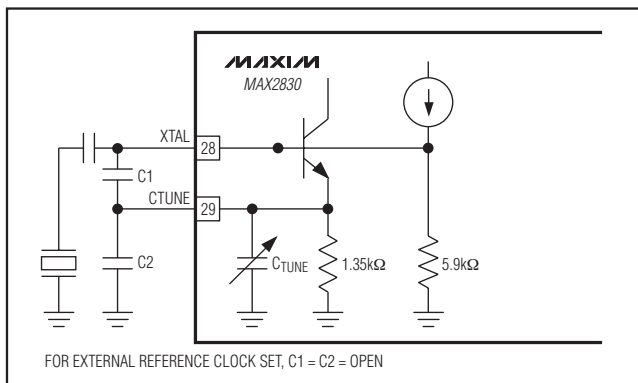 MAXIM
MAX2830
XTAL
28
C1
CTUNE
29
C2
CTUNE
1.35kΩ
5.9kΩ
FOR EXTERNAL REFERENCE CLOCK SET, C1 = C2 = OPEN